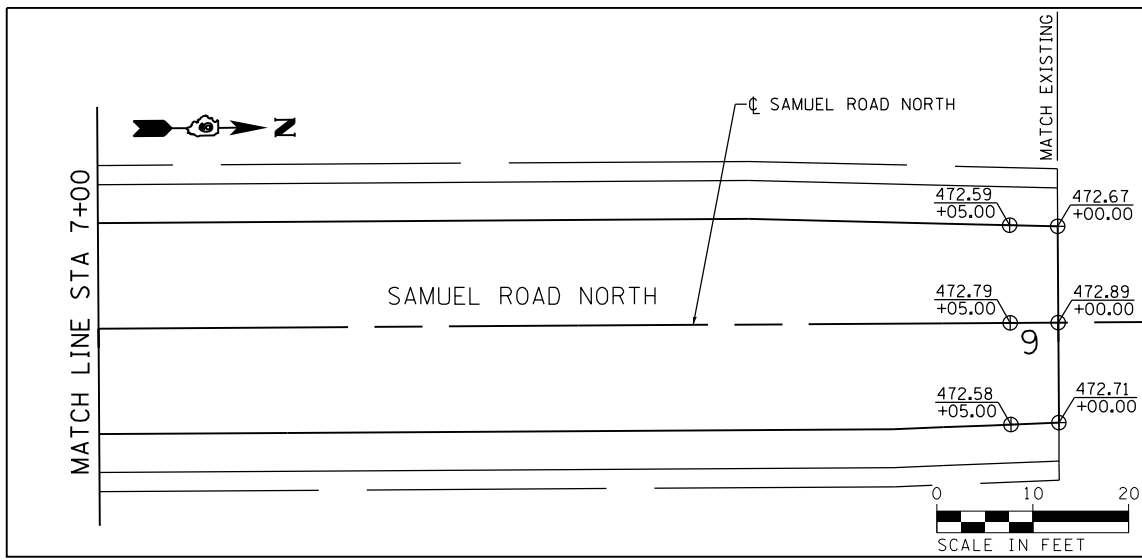 MATCH EXISTING
℄ SAMUEL ROAD NORTH
N
MATCH LINE STA 7+00
472.59
+05.00
472.67
+00.00
SAMUEL ROAD NORTH
472.79
+05.00
472.89
+00.00
9
472.58
+05.00
472.71
+00.00
0 10 20
SCALE IN FEET